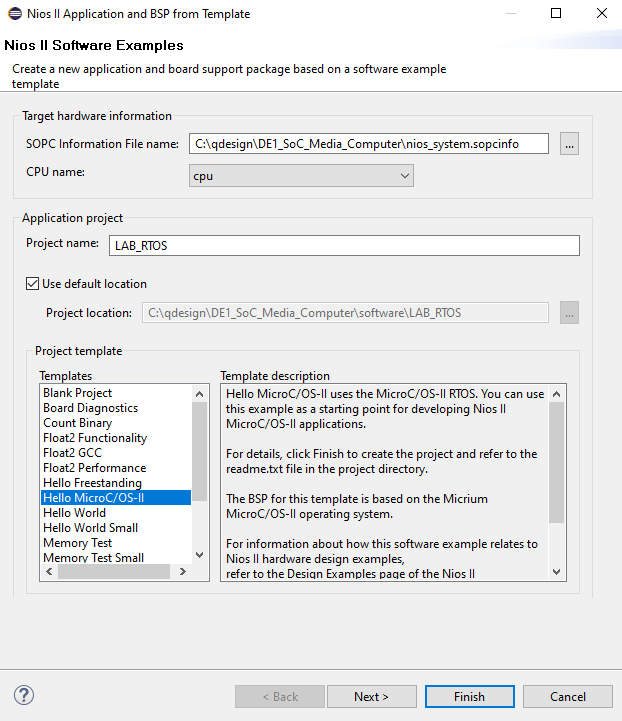 Nios II Application and BSP from Template
Nios II Software Examples
Create a new application and board support package based on a software example
template
Target hardware information
SOPC Information File name:
C:\qdesign\DE1_SoC_Media_Computer\nios_system.sopcinfo
...
CPU name:
cpu
Application project
Project name:
LAB_RTOS
Use default location
Project location:
C:\qdesign\DE1_SoC_Media_Computer\software\LAB_RTOS
...
Project template
Templates
Blank Project
Board Diagnostics
Count Binary
Float2 Functionality
Float2 GCC
Float2 Performance
Hello Freestanding
Hello MicroC/OS-II
Hello World
Hello World Small
Memory Test
Memory Test Small
Template description
Hello MicroC/OS-II uses the MicroC/OS-II RTOS. You can use
this example as a starting point for developing Nios II
MicroC/OS-II applications.
For details, click Finish to create the project and refer to the
readme.txt file in the project directory.
The BSP for this template is based on the Micrium
MicroC/OS-II operating system.
For information about how this software example relates to
Nios II hardware design examples,
refer to the Design Examples page of the Nios II
?
< Back
Next >
Finish
Cancel